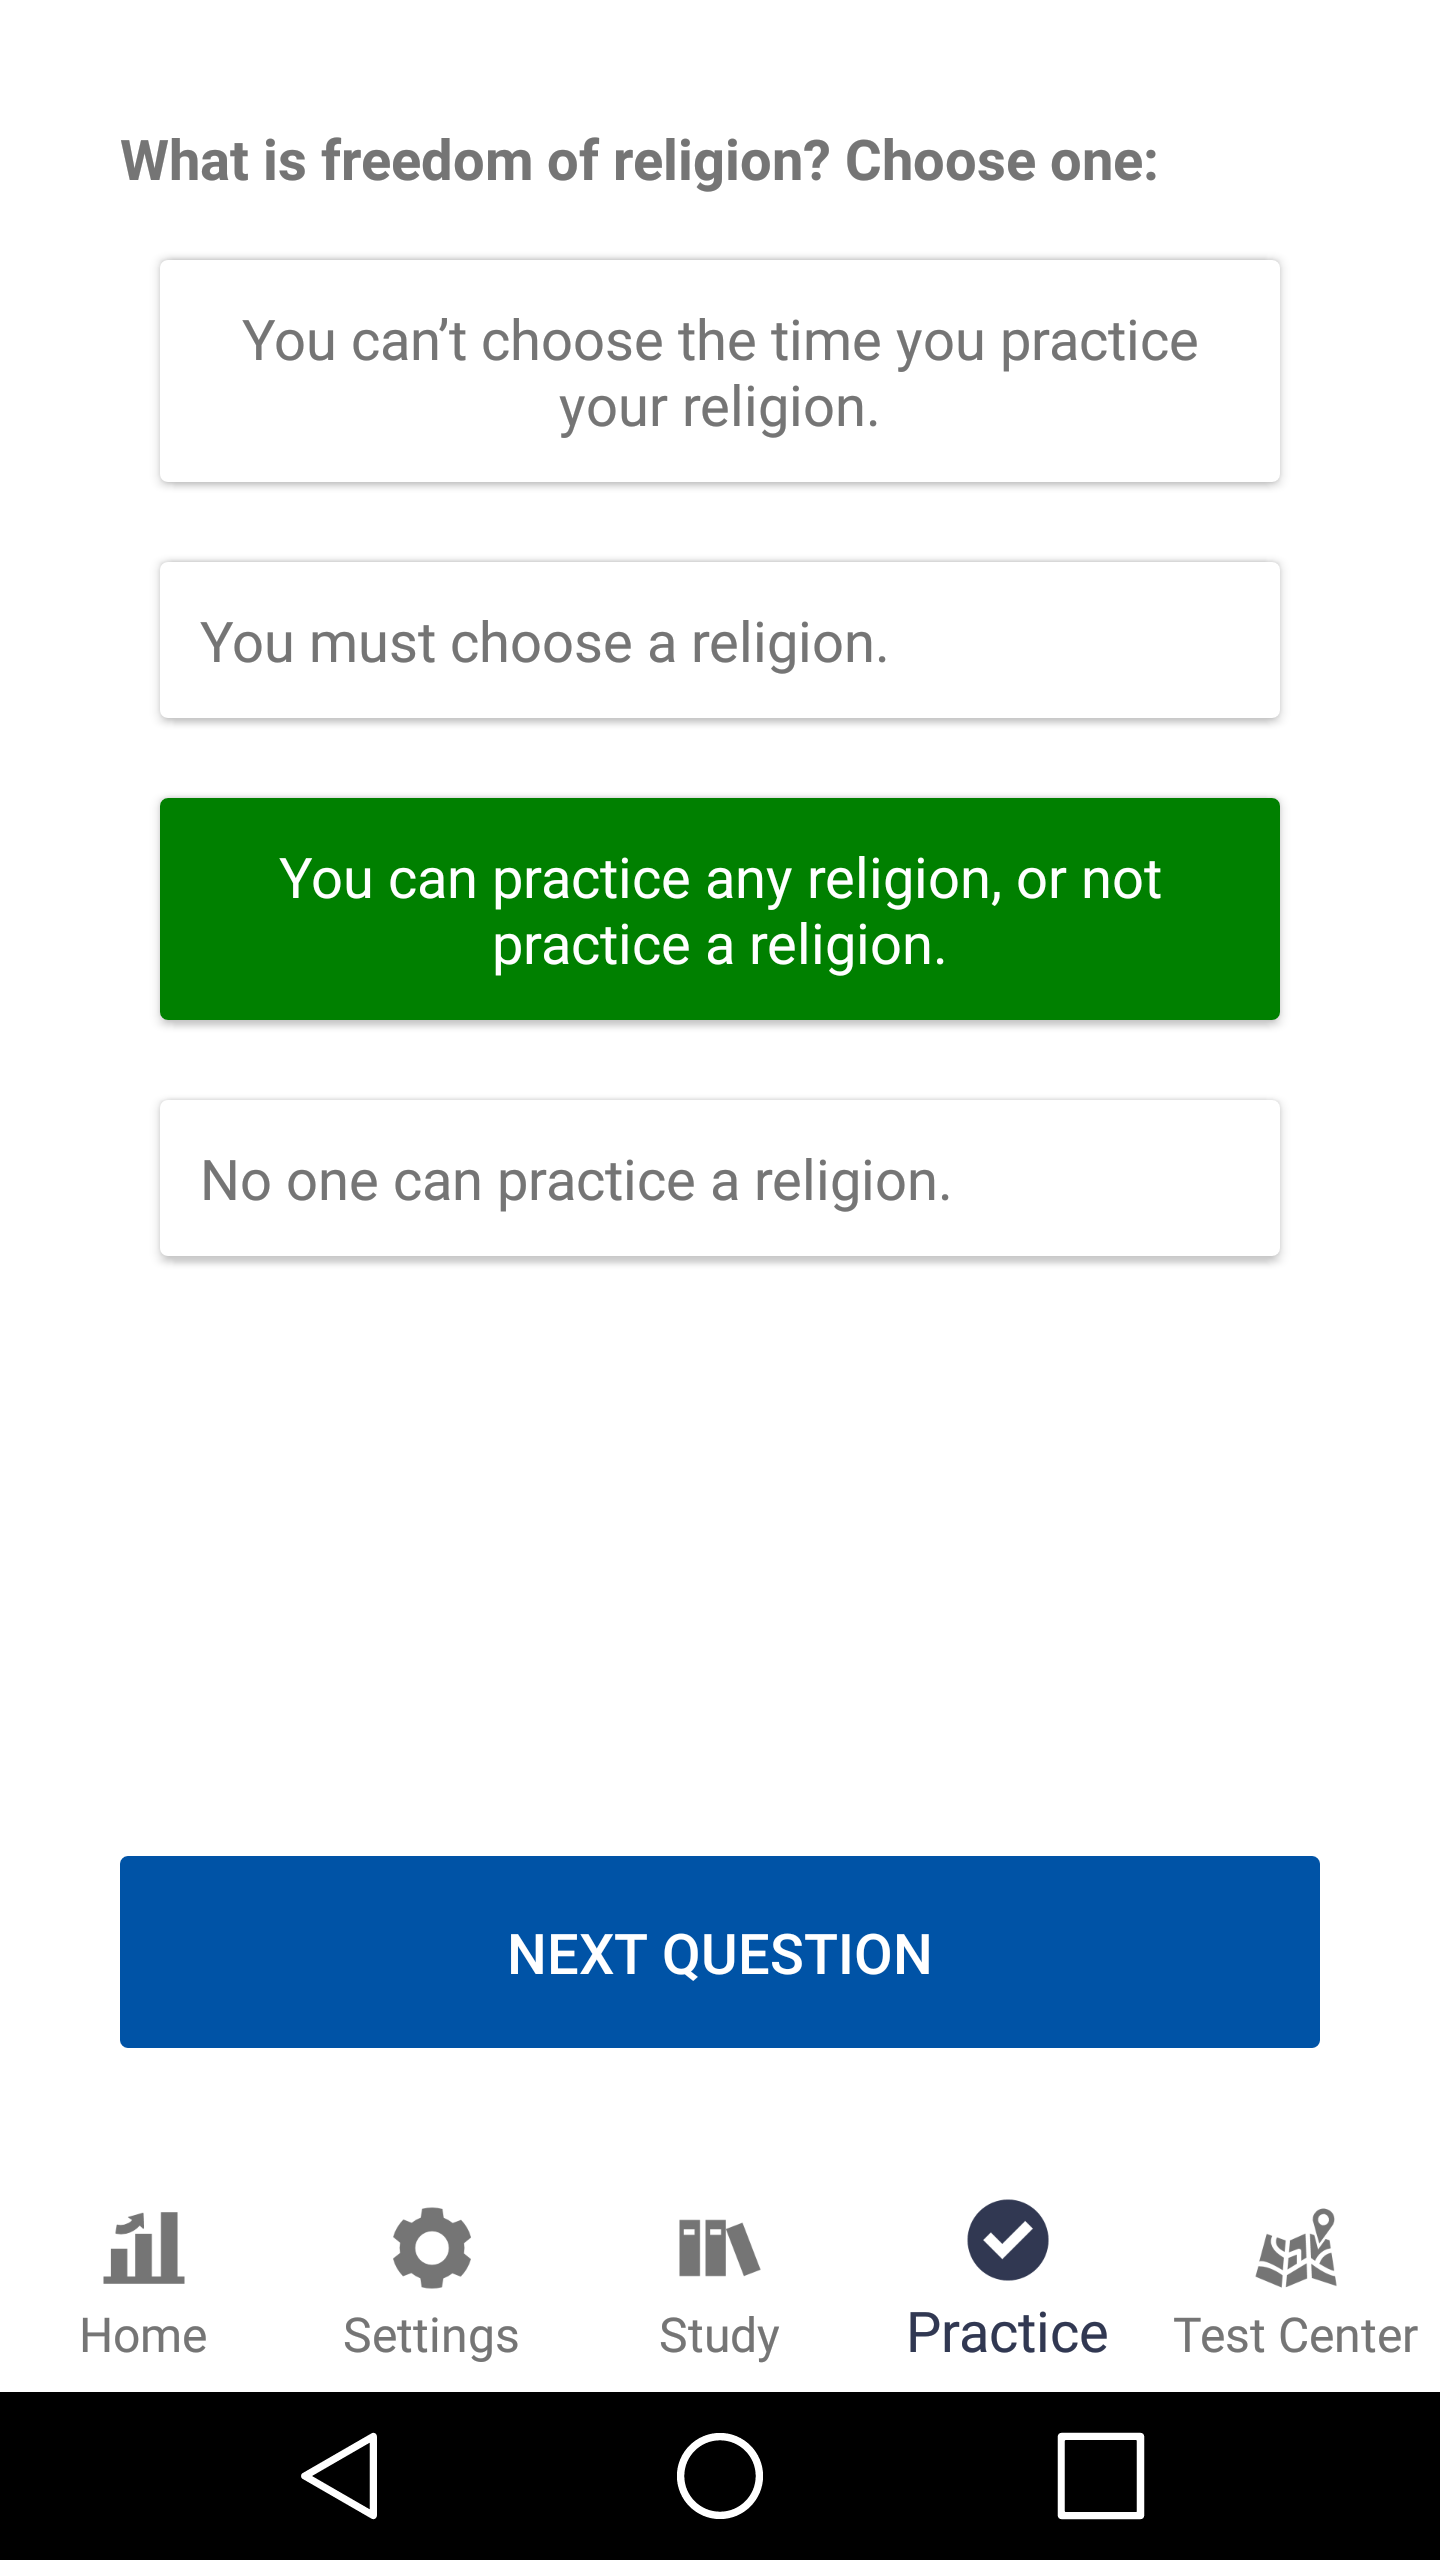 What is freedom of religion? Choose one:
You can’t choose the time you practice
your religion.
You must choose a religion.
You can practice any religion, or not
practice a religion.
No one can practice a religion.
NEXT QUESTION
Home
Settings
Study
Practice
Test Center